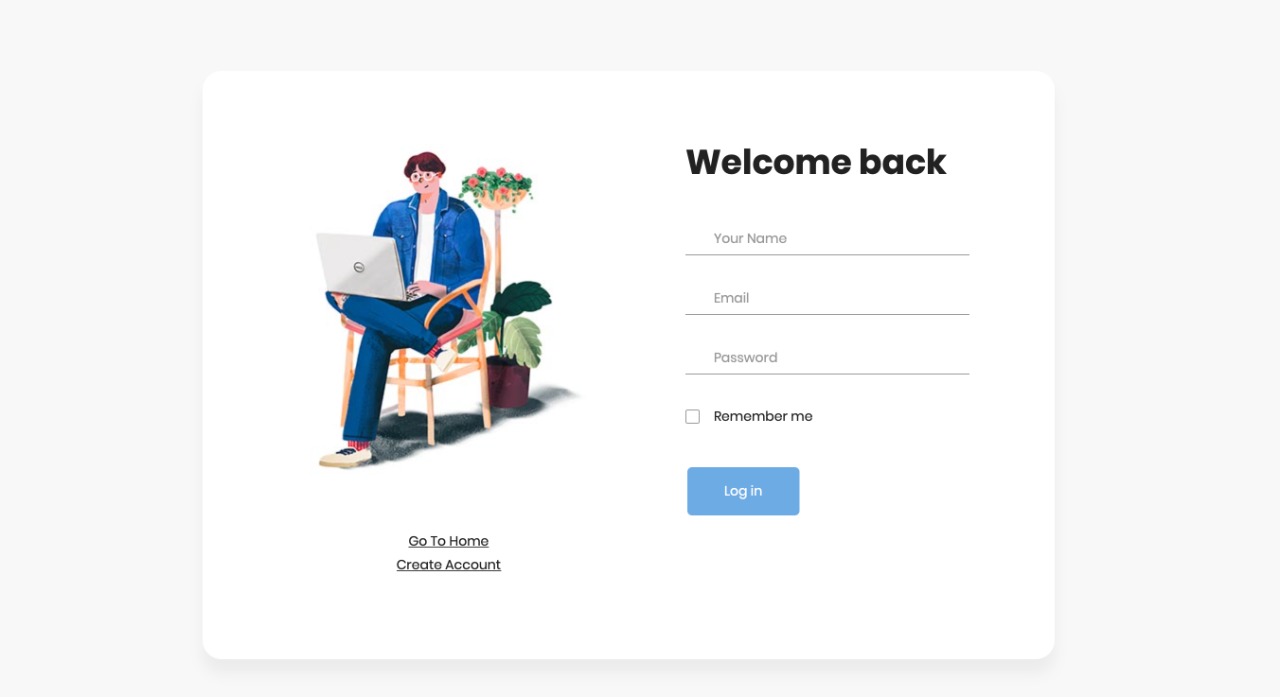 Welcome back
Your Name
Email
Password
Remember me
Log in
Go To Home
Create Account